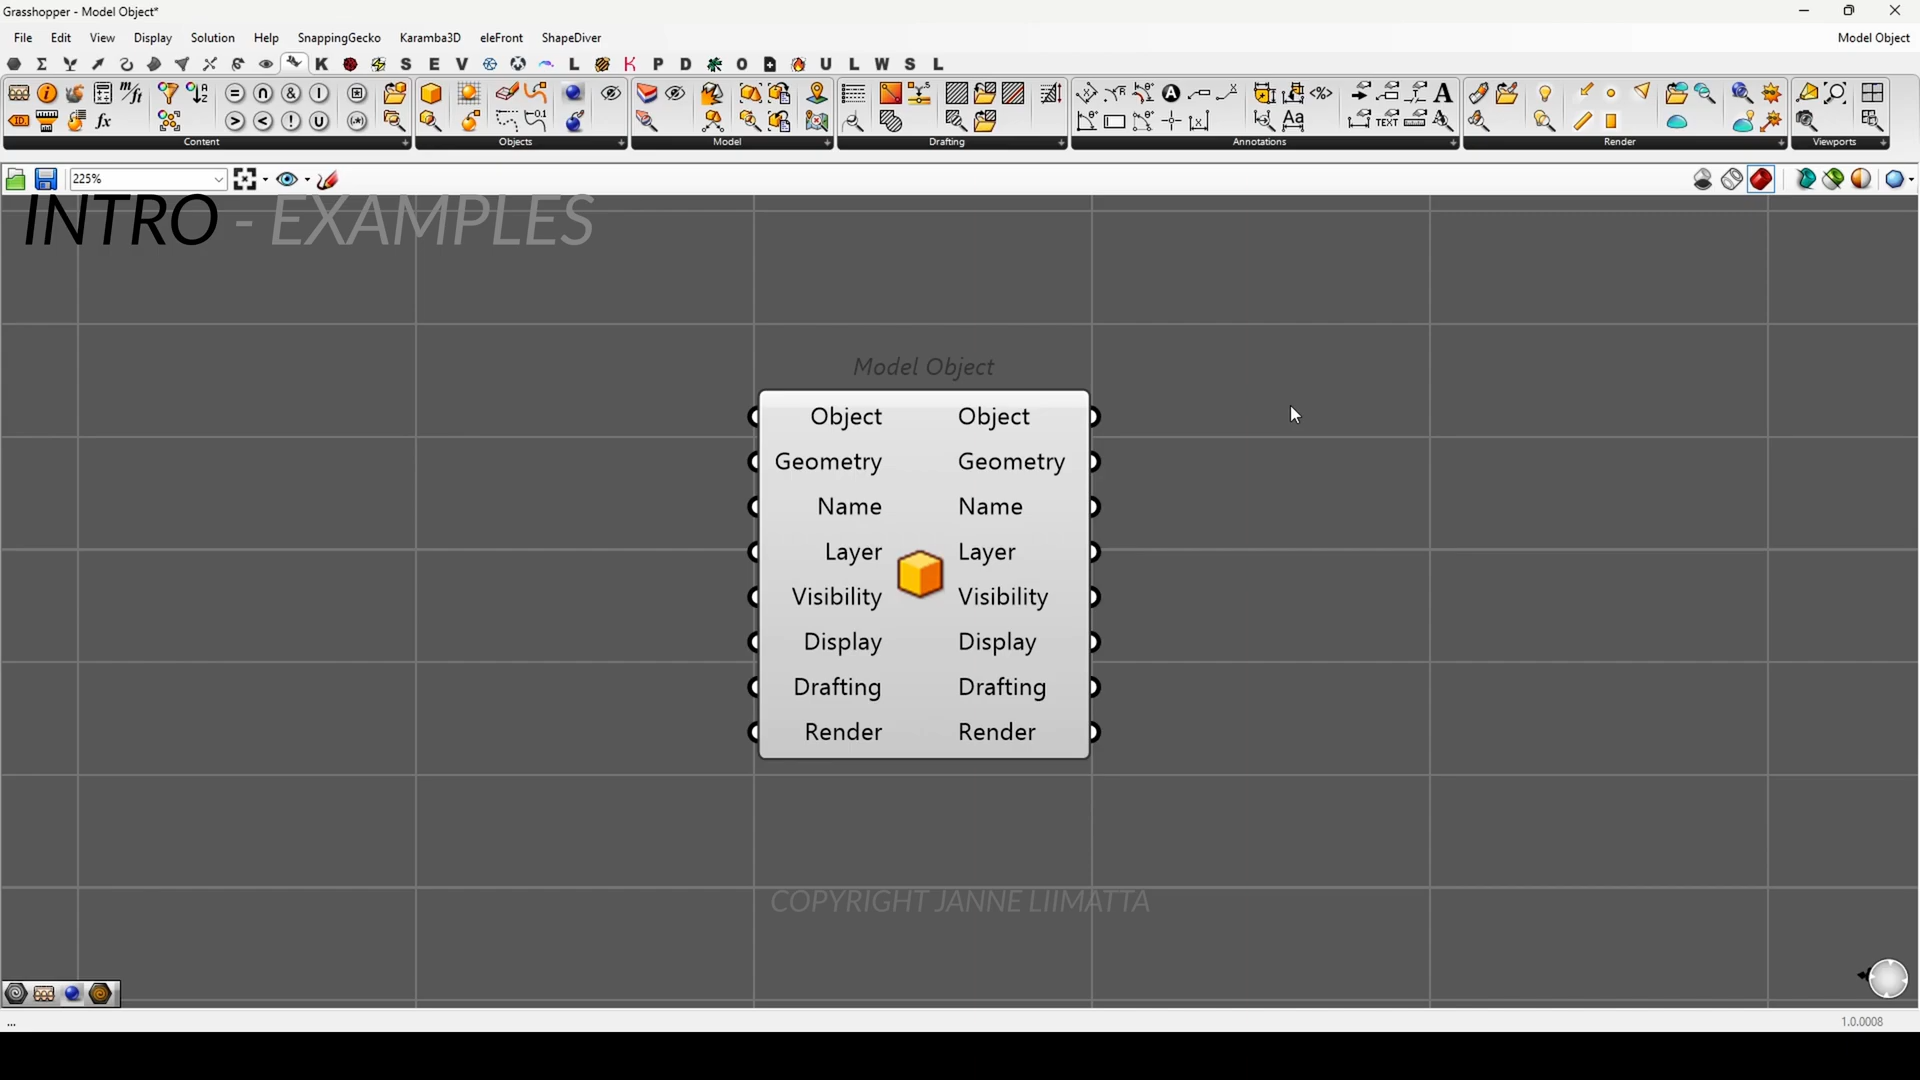 Grasshopper - Model Object*
File Edit View Display Solution Help SnappingGecko Karamba3D eleFront ShapeDiver Model Object
K S E V L K P D O U L W S L
Content Objects Model Drafting Annotations Render Viewports
225%
INTRO - EXAMPLES
Model Object
Object Object
Geometry Geometry
Name Name
Layer Layer
Visibility Visibility
Display Display
Drafting Drafting
Render Render
COPYRIGHT JANNE LIIMATTA
...
1.0.0008